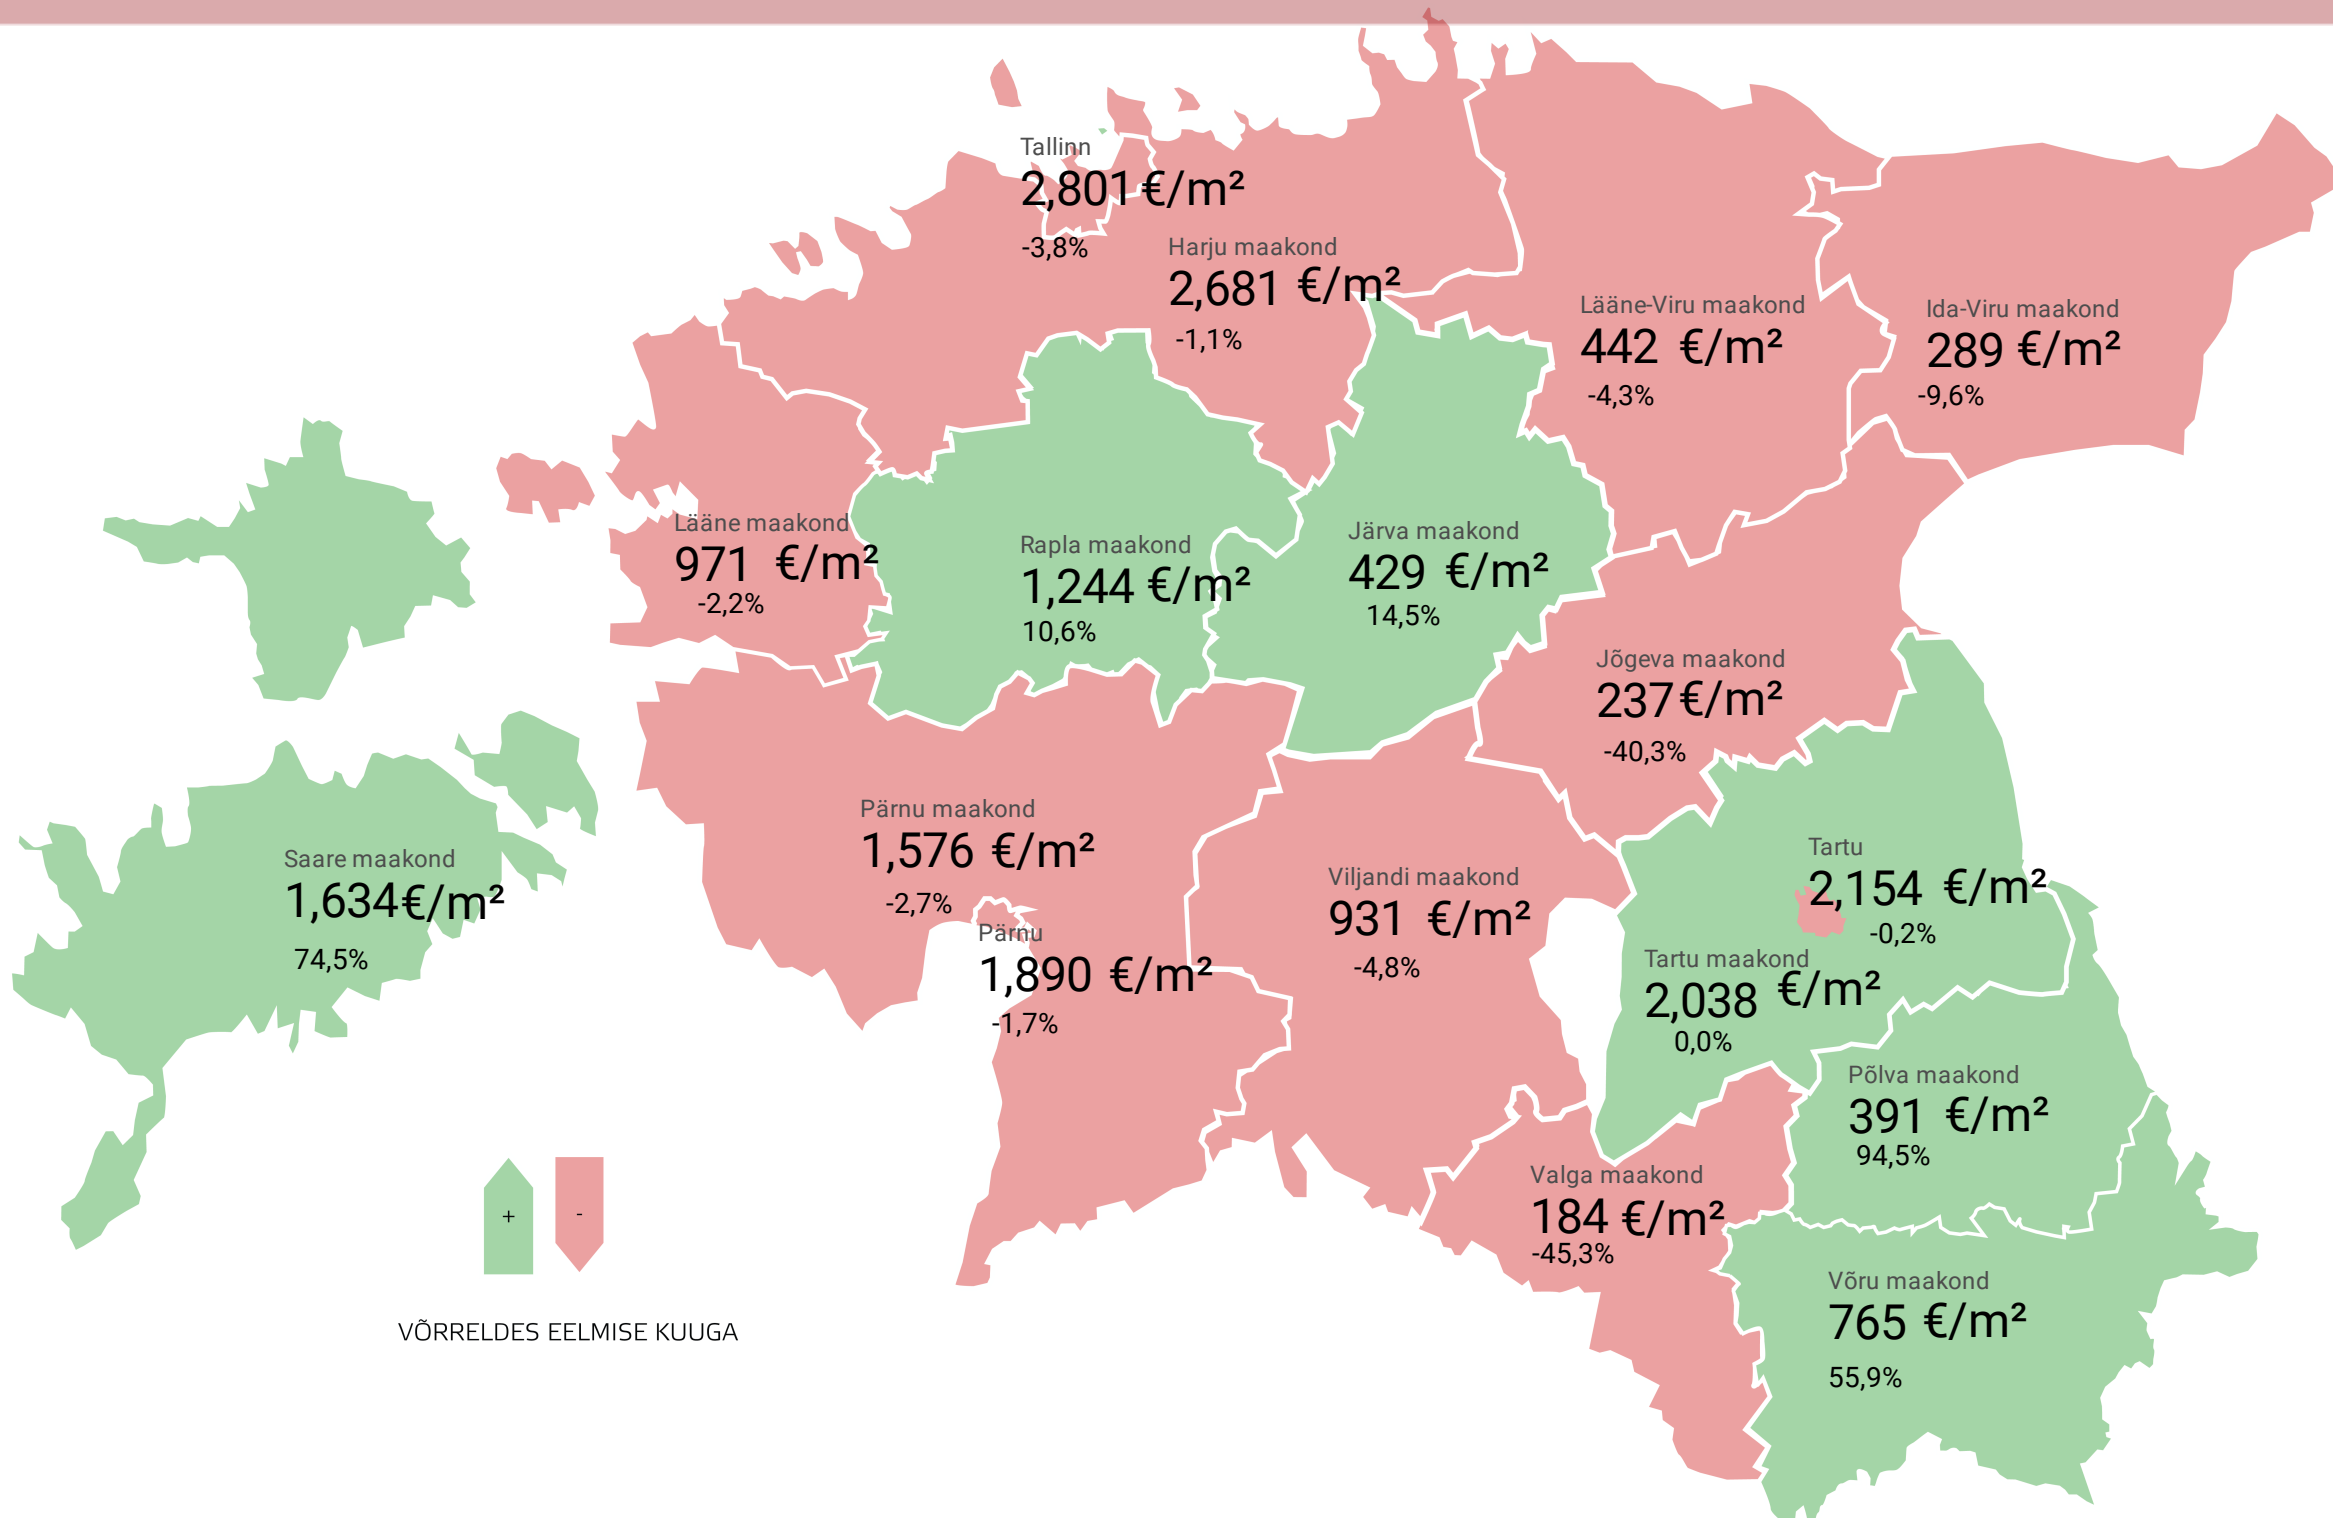 Tallinn
2,801 €/m²
-3,8%
Harju maakond
2,681 €/m²
-1,1%
Lääne-Viru maakond
442 €/m²
-4,3%
Ida-Viru maakond
289 €/m²
-9,6%
Lääne maakond
971 €/m²
-2,2%
Rapla maakond
1,244 €/m²
10,6%
Järva maakond
429 €/m²
14,5%
Jõgeva maakond
237 €/m²
-40,3%
Saare maakond
1,634 €/m²
74,5%
Pärnu maakond
1,576 €/m²
-2,7%
Pärnu
1,890 €/m²
-1,7%
Viljandi maakond
931 €/m²
-4,8%
Tartu
2,154 €/m²
-0,2%
Tartu maakond
2,038 €/m²
0,0%
Põlva maakond
391 €/m²
94,5%
Valga maakond
184 €/m²
-45,3%
Võru maakond
765 €/m²
55,9%
+ -
VÕRRELDES EELMISE KUUGA